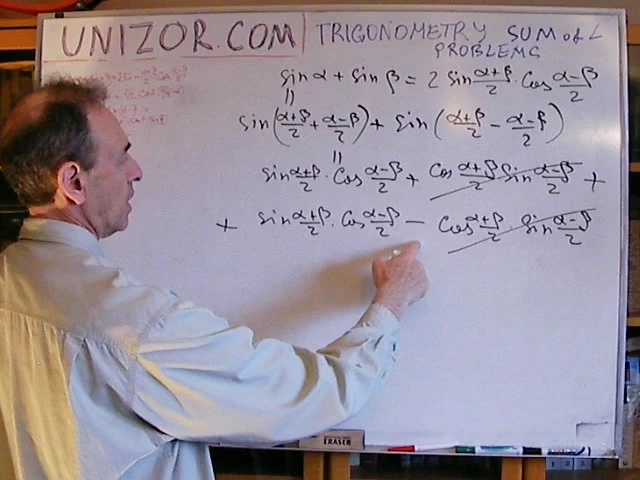 UNIZOR.COM | TRIGONOMETRY SUM of ∠
PROBLEMS
sin α + sin β = 2 sin (α+β)/2 · cos (α−β)/2
=
sin((α+β)/2 + (α−β)/2) + sin((α+β)/2 − (α−β)/2)
=
sin (α+β)/2 · cos (α−β)/2 + cos (α+β)/2 · sin (α−β)/2 +
+ sin (α+β)/2 · cos (α−β)/2 − cos (α+β)/2 · sin (α−β)/2
ERASER